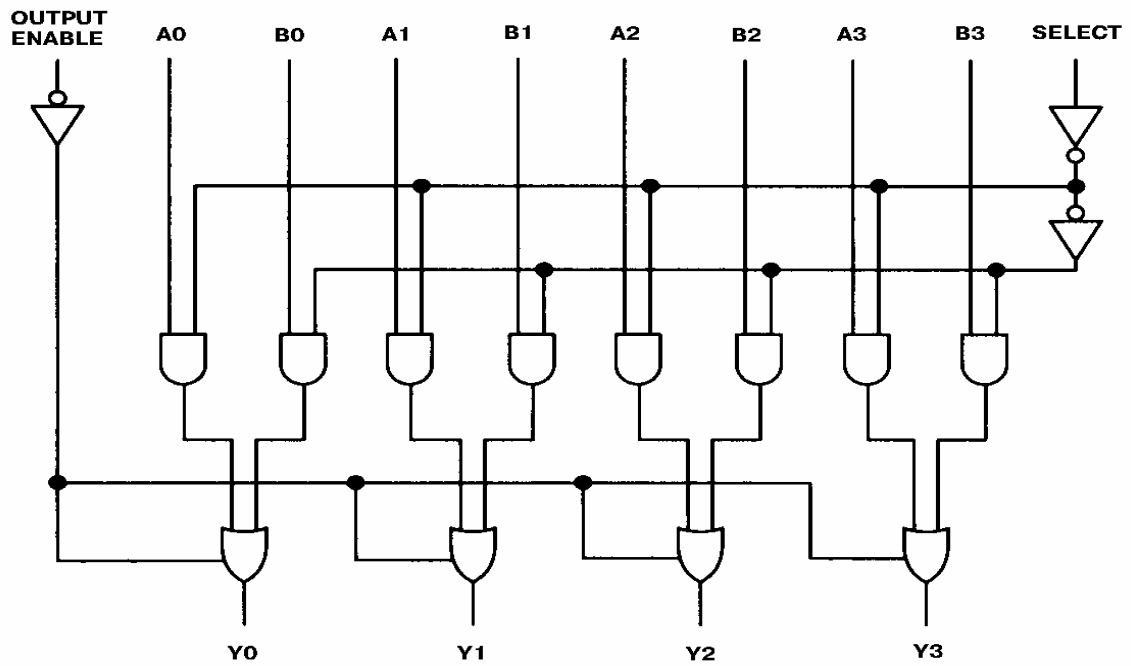 OUTPUT
ENABLE
A0
B0
A1
B1
A2
B2
A3
B3
SELECT
Y0
Y1
Y2
Y3